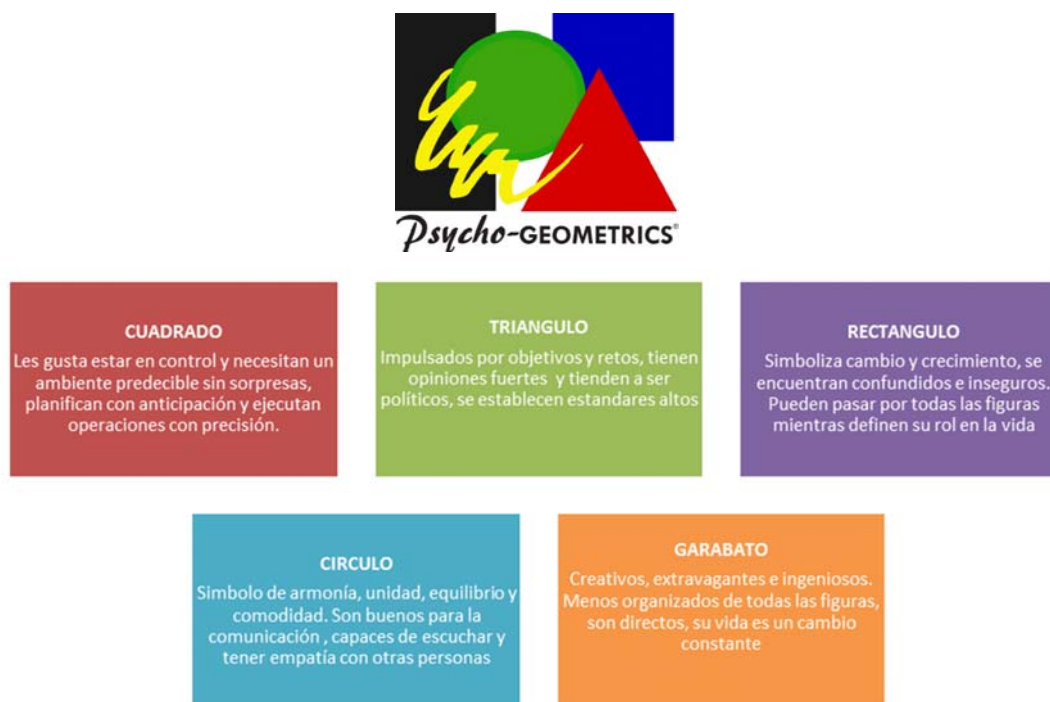 Psycho-GEOMETRICS®
CUADRADO
Les gusta estar en control y necesitan un
ambiente predecible sin sorpresas,
planifican con anticipación y ejecutan
operaciones con precisión.
TRIANGULO
Impulsados por objetivos y retos, tienen
opiniones fuertes y tienden a ser
políticos, se establecen estandares altos
RECTANGULO
Simboliza cambio y crecimiento, se
encuentran confundidos e inseguros.
Pueden pasar por todas las figuras
mientras definen su rol en la vida
CIRCULO
Simbolo de armonía, unidad, equilibrio y
comodidad. Son buenos para la
comunicación , capaces de escuchar y
tener empatía con otras personas
GARABATO
Creativos, extravagantes e ingeniosos.
Menos organizados de todas las figuras,
son directos, su vida es un cambio
constante